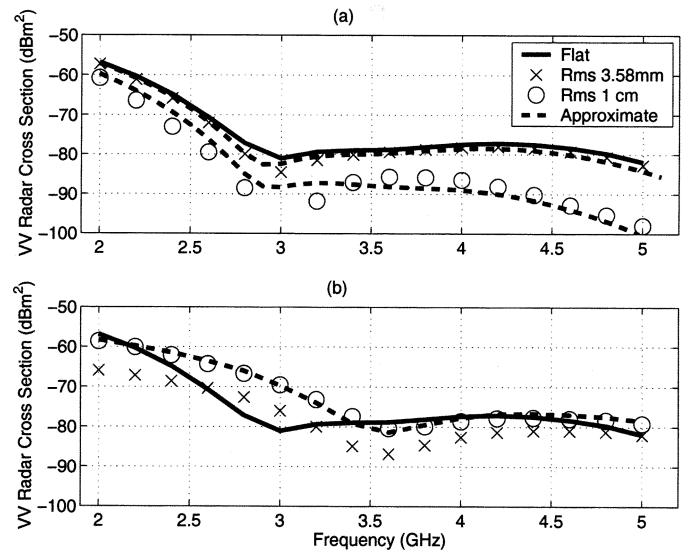 (a)
VV Radar Cross Section (dBm²)
−50
−60
−70
−80
−90
−100
2 2.5 3 3.5 4 4.5 5
Flat
Rms 3.58mm
Rms 1 cm
Approximate
(b)
VV Radar Cross Section (dBm²)
−50
−60
−70
−80
−90
−100
2 2.5 3 3.5 4 4.5 5
Frequency (GHz)